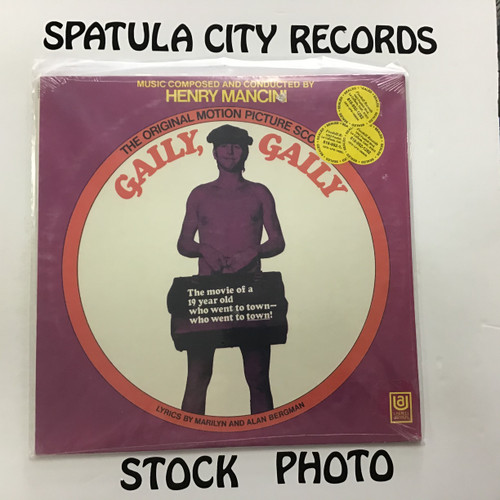 SPATULA CITY RECORDS
MUSIC COMPOSED AND CONDUCTED BY
HENRY MANCINI
THE ORIGINAL MOTION PICTURE SCORE
GAILY, GAILY
The movie of a
19 year old
who went to town—
who went to town!
LYRICS BY MARILYN AND ALAN BERGMAN
UA
STOCK PHOTO